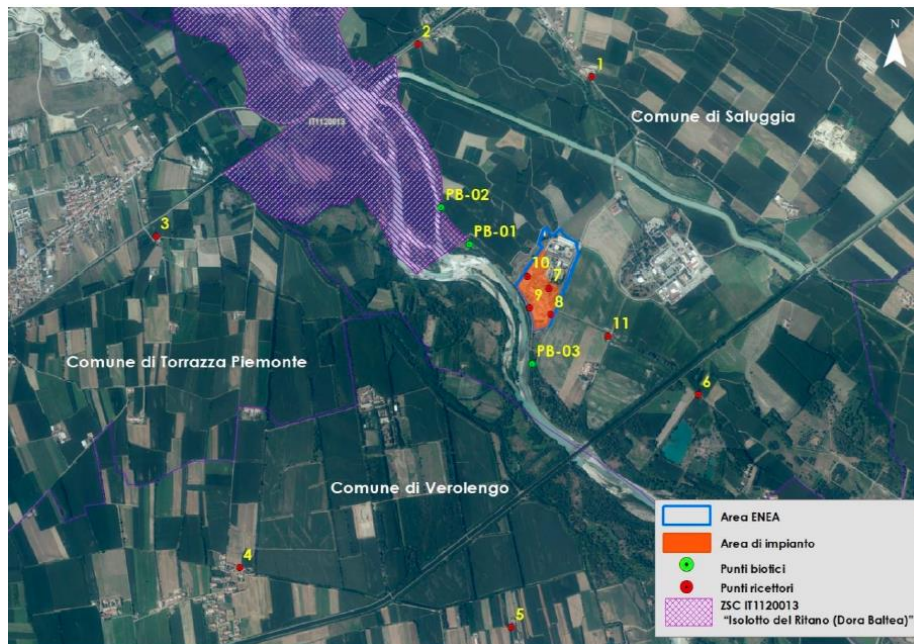 N
2
1
Comune di Saluggia
IT1120013
PB-02
3
PB-01
10
7
9
8
11
Comune di Torrazza Piemonte
PB-03
6
Comune di Verolengo
4
5
Area ENEA
Area di impianto
Punti biotici
Punti ricettori
ZSC IT1120013
"Isolotto del Ritano (Dora Baltea)"